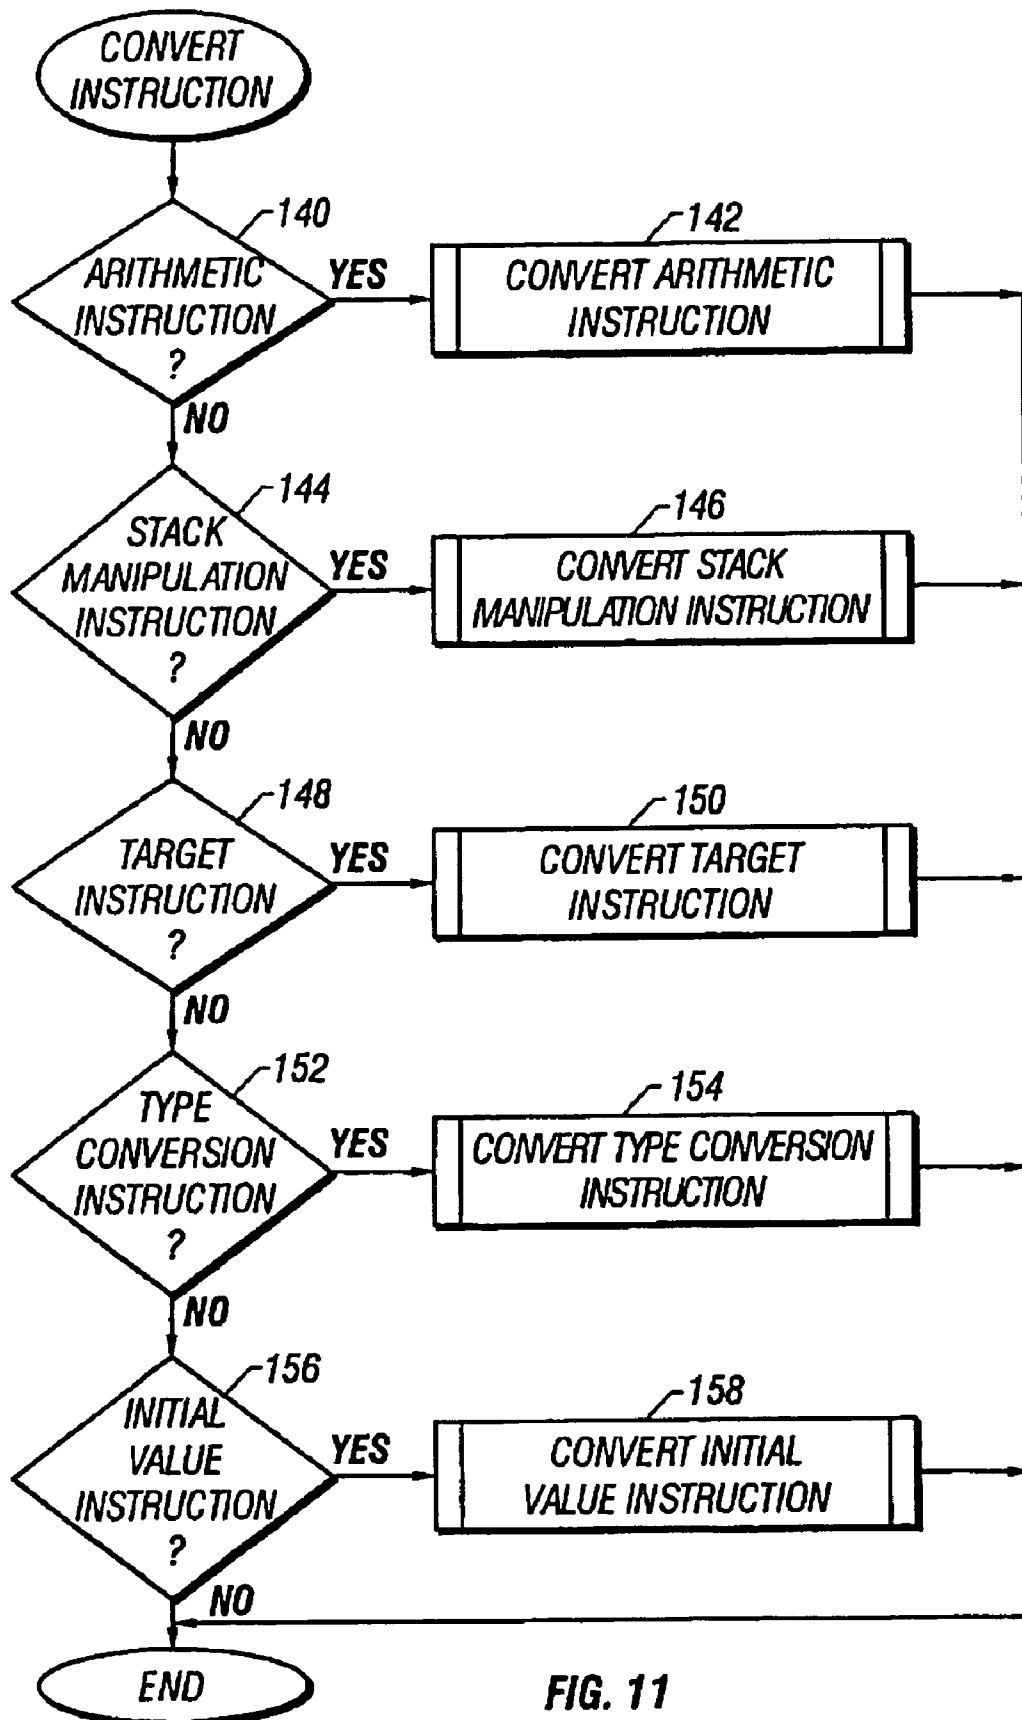 CONVERT
INSTRUCTION
140
ARITHMETIC
INSTRUCTION
?
YES
142
CONVERT ARITHMETIC
INSTRUCTION
NO
144
STACK
MANIPULATION
INSTRUCTION
?
YES
146
CONVERT STACK
MANIPULATION INSTRUCTION
NO
148
TARGET
INSTRUCTION
?
YES
150
CONVERT TARGET
INSTRUCTION
NO
152
TYPE
CONVERSION
INSTRUCTION
?
YES
154
CONVERT TYPE CONVERSION
INSTRUCTION
NO
156
INITIAL
VALUE
INSTRUCTION
?
YES
158
CONVERT INITIAL
VALUE INSTRUCTION
NO
END
FIG. 11